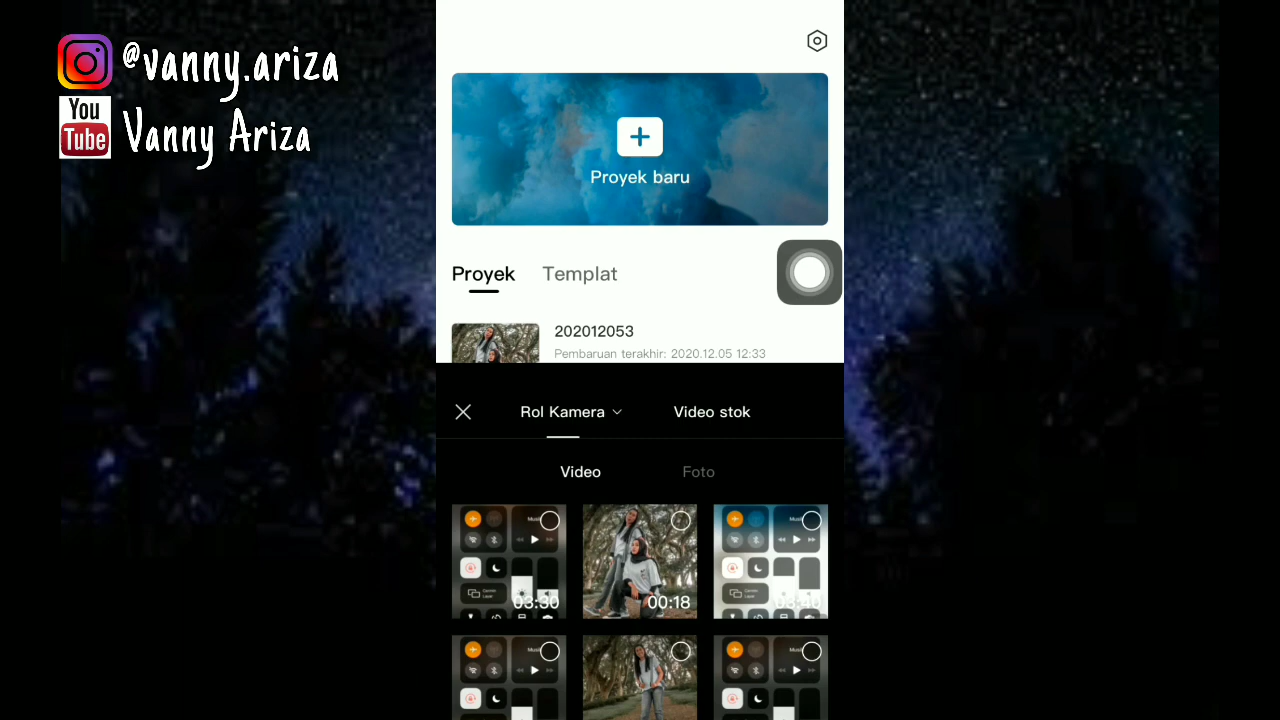 @vanny.ariza
You
Tube
Vanny Ariza
Proyek baru
Proyek
Templat
202012053
Pembaruan terakhir: 2020.12.05 12:33
Rol Kamera
Video stok
Video
Foto
03:30
00:18